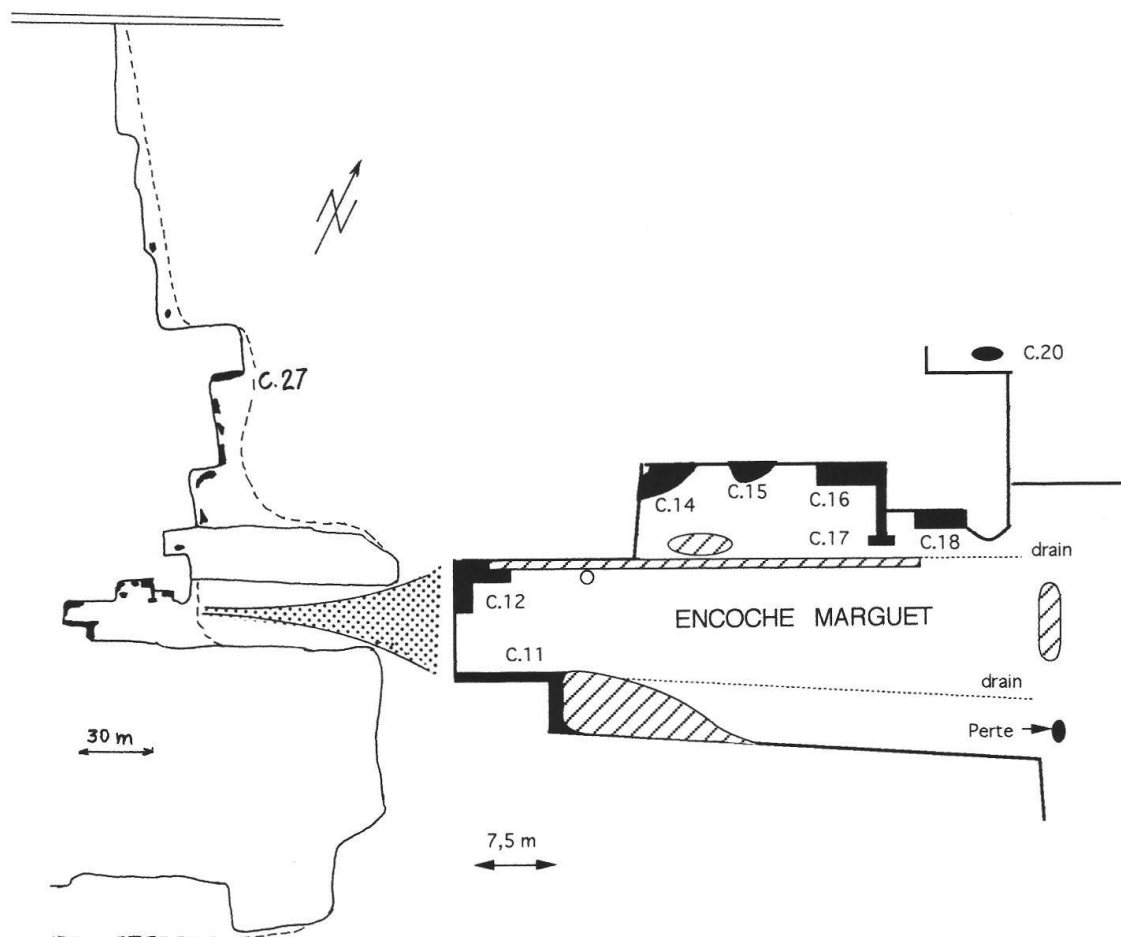 N
C.27
C.20
C.14
C.15
C.16
C.17
C.18
drain
C.12
ENCOCHE MARGUET
C.11
drain
Perte
30 m
7,5 m